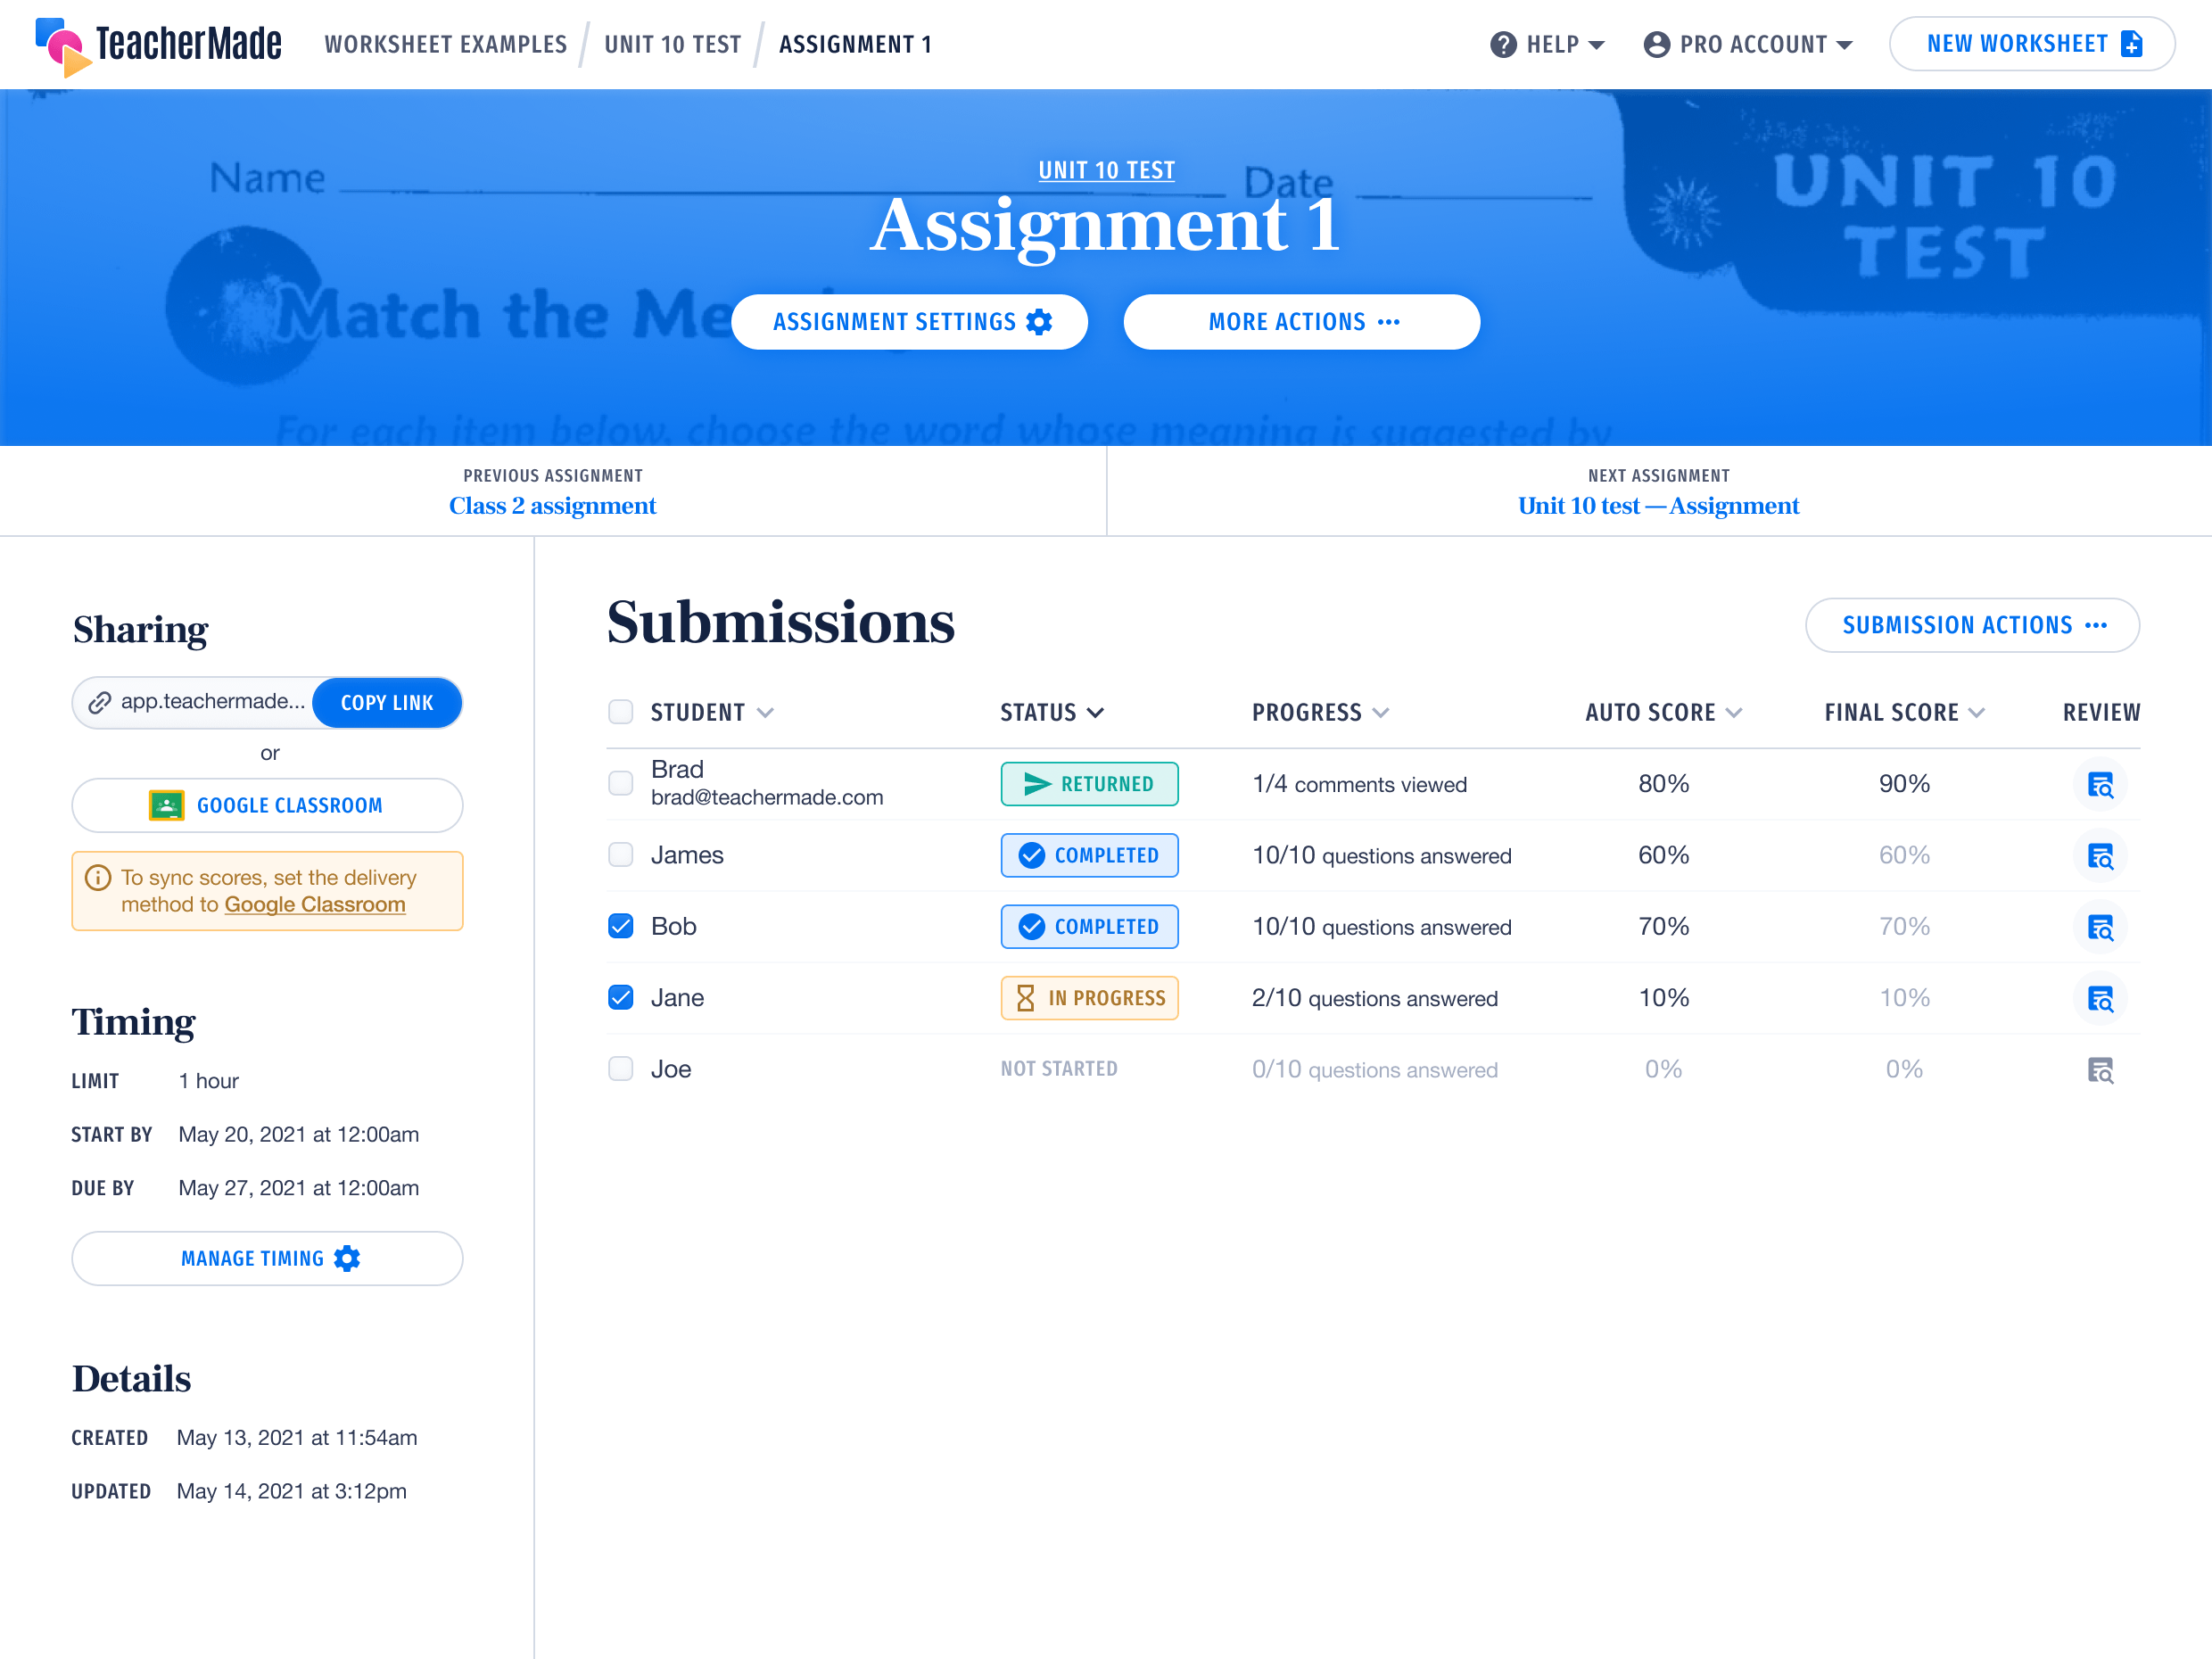 TeacherMade
WORKSHEET EXAMPLES / UNIT 10 TEST / ASSIGNMENT 1
HELP
PRO ACCOUNT
NEW WORKSHEET
Name
Date
UNIT 10
TEST
UNIT 10 TEST
Assignment 1
Match the Me
ASSIGNMENT SETTINGS
MORE ACTIONS •••
For each item below, choose the word whose meaning is suggested by
PREVIOUS ASSIGNMENT
Class 2 assignment
NEXT ASSIGNMENT
Unit 10 test — Assignment
Sharing
app.teachermade...
COPY LINK
or
GOOGLE CLASSROOM
To sync scores, set the delivery
method to Google Classroom
Timing
LIMIT 1 hour
START BY May 20, 2021 at 12:00am
DUE BY May 27, 2021 at 12:00am
MANAGE TIMING
Details
CREATED May 13, 2021 at 11:54am
UPDATED May 14, 2021 at 3:12pm
Submissions
SUBMISSION ACTIONS •••
STUDENT STATUS PROGRESS AUTO SCORE FINAL SCORE REVIEW
Brad
brad@teachermade.com
RETURNED 1/4 comments viewed 80% 90%
James COMPLETED 10/10 questions answered 60% 60%
Bob COMPLETED 10/10 questions answered 70% 70%
Jane IN PROGRESS 2/10 questions answered 10% 10%
Joe NOT STARTED 0/10 questions answered 0% 0%